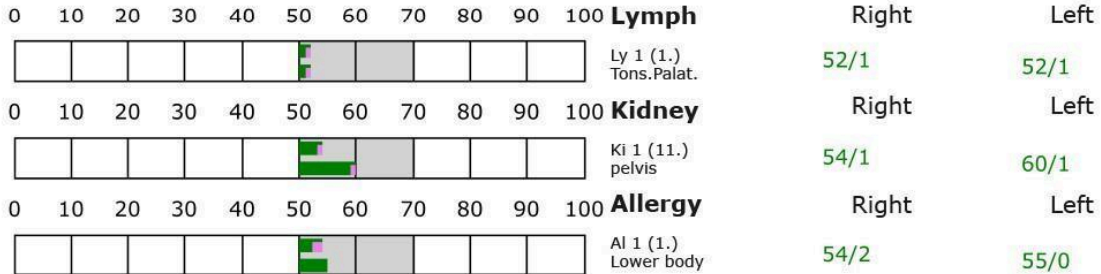 0 10 20 30 40 50 60 70 80 90 100 Lymph Right Left
Ly 1 (1.) 52/1 52/1
Tons.Palat.
0 10 20 30 40 50 60 70 80 90 100 Kidney Right Left
Ki 1 (11.) 54/1 60/1
pelvis
0 10 20 30 40 50 60 70 80 90 100 Allergy Right Left
Al 1 (1.) 54/2 55/0
Lower body